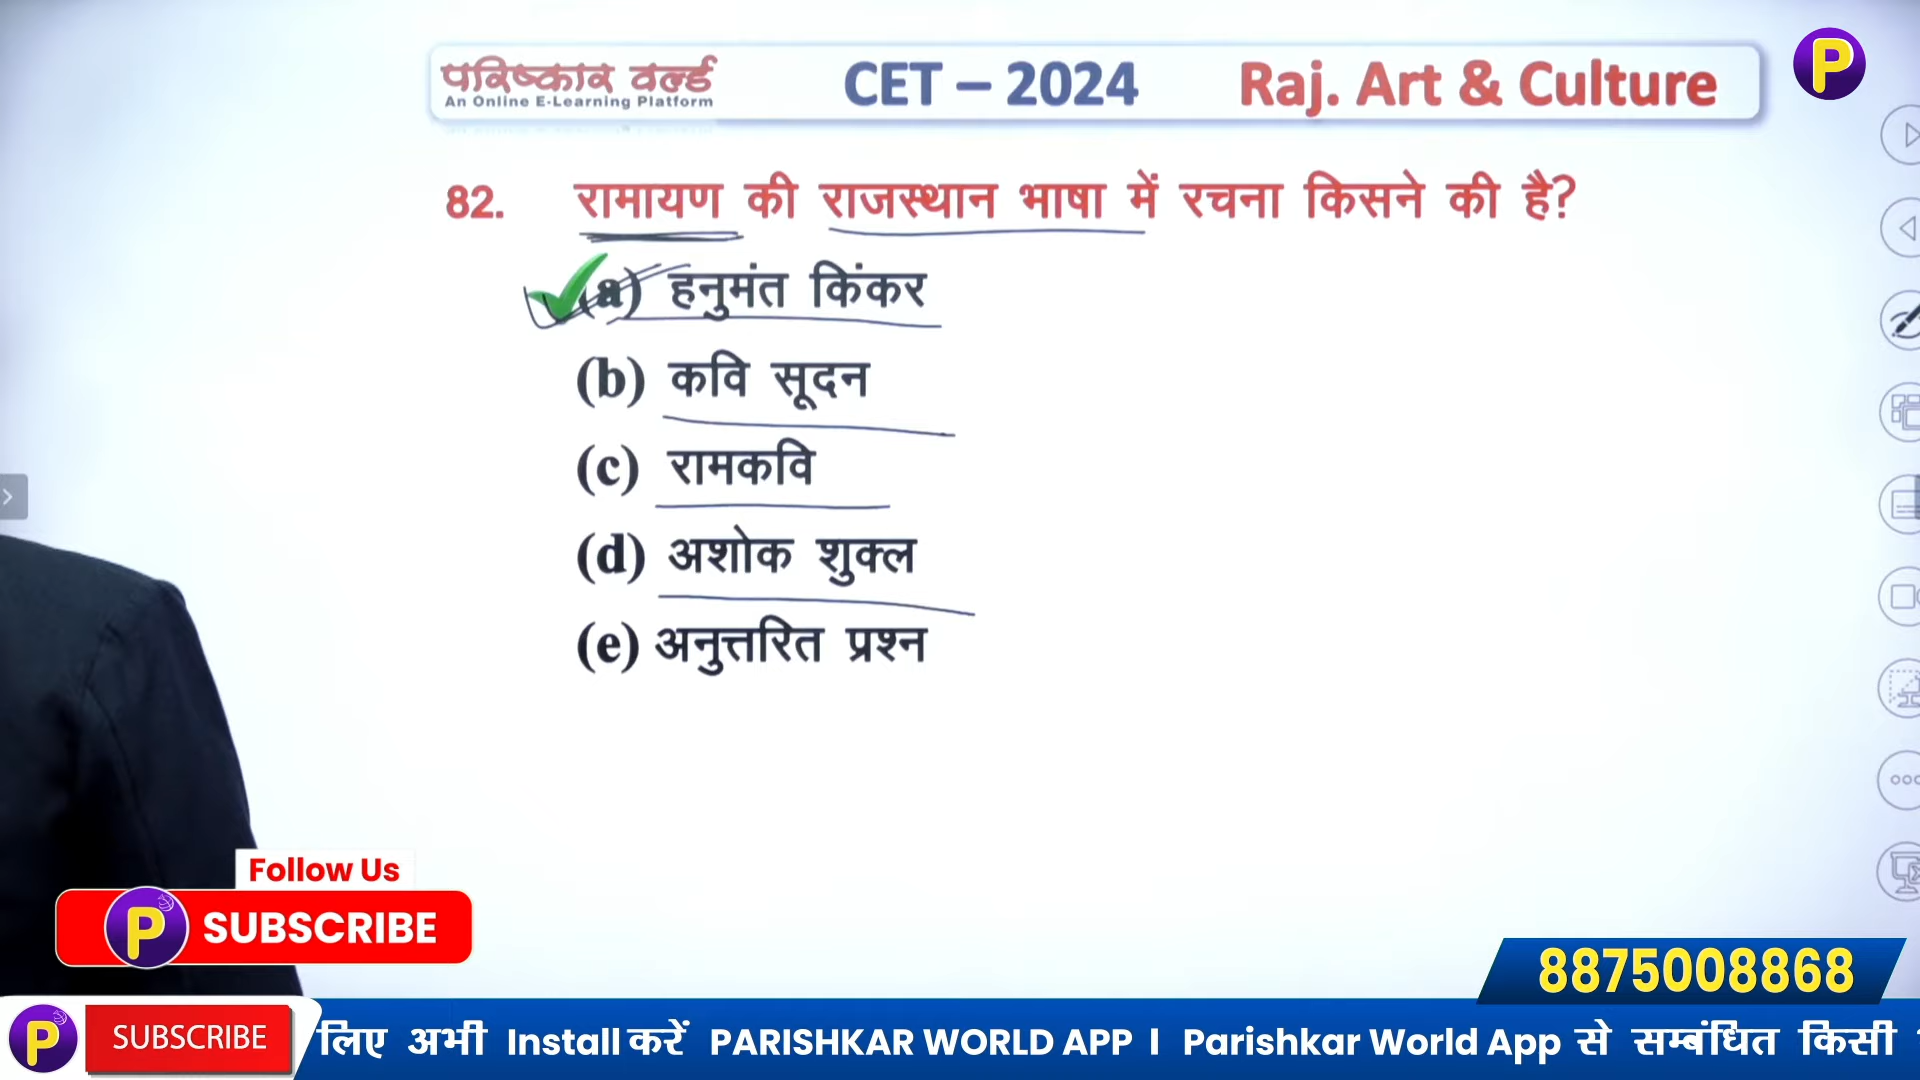 परिष्कार वर्ल्ड
An Online E-Learning Platform
CET – 2024
Raj. Art & Culture
P
82. रामायण की राजस्थान भाषा में रचना किसने की है?
(a) हनुमंत किंकर
(b) कवि सूदन
(c) रामकवि
(d) अशोक शुक्ल
(e) अनुत्तरित प्रश्न
Follow Us
P SUBSCRIBE
8875008868
P SUBSCRIBE
लिए अभी Install करें PARISHKAR WORLD APP । Parishkar World App से सम्बंधित किसी